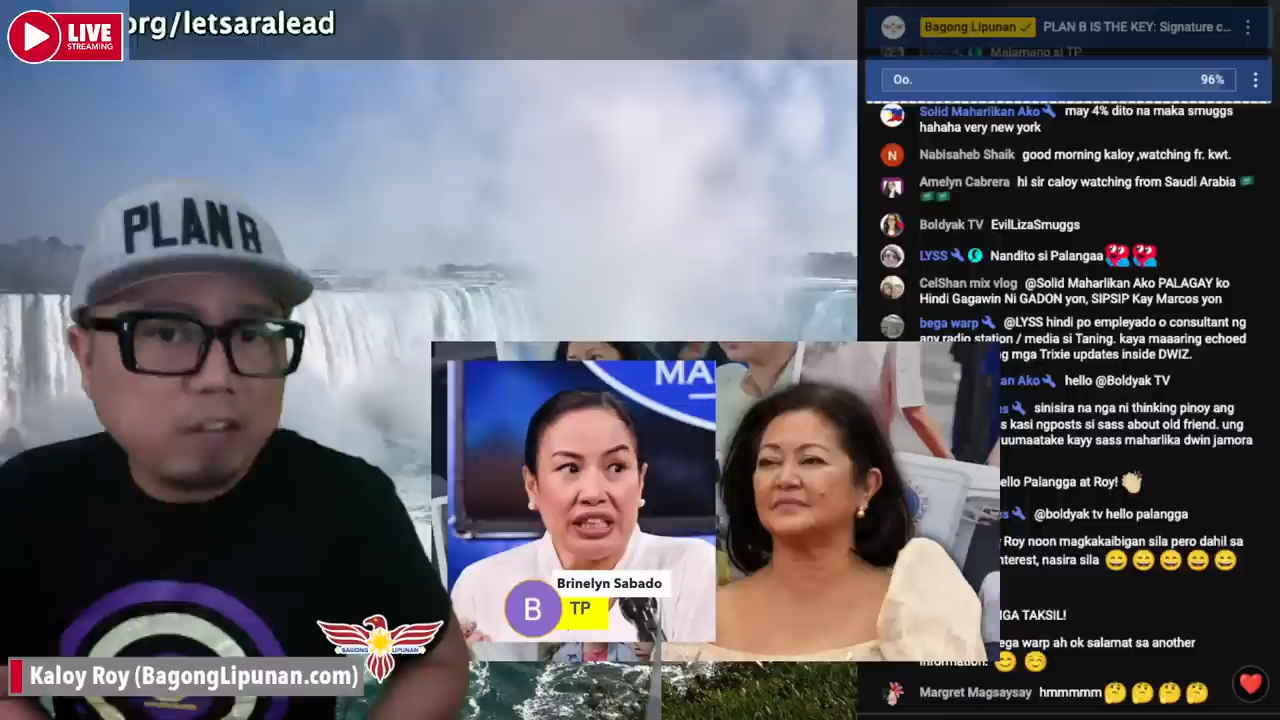 org/letsaralead
LIVE
STREAMING
PLAN B
MA
Brinelyn Sabado
B
TP
BAGONG LIPUNAN
Kaloy Roy (BagongLipunan.com)
Bagong Lipunan PLAN B IS THE KEY: Signature c...
Malamang si TP
Oo. 96%
Solid Maharlikan Ako may 4% dito na maka smuggs
hahaha very new york
N
Nabisaheb Shaik good morning kaloy ,watching fr. kwt.
Amelyn Cabrera hi sir caloy watching from Saudi Arabia
Boldyak TV EvilLizaSmuggs
LYSS Nandito si Palangaa
CelShan mix vlog @Solid Maharlikan Ako PALAGAY ko
Hindi Gagawin Ni GADON yon, SIPSIP Kay Marcos yon
bega warp @LYSS hindi po empleyado o consultant ng
any radio station / media si Taning. kaya maaaring echoed
ng mga Trixie updates inside DWIZ.
an Ako hello @Boldyak TV
s sinisira na nga ni thinking pinoy ang
s kasi ngposts si sass about old friend. ung
uumaatake kayy sass maharlika dwin jamora
ello Palangga at Roy!
s @boldyak tv hello palangga
Roy noon magkakaibigan sila pero dahil sa
nterest, nasira sila
GA TAKSIL!
ega warp ah ok salamat sa another
information.
Margret Magsaysay hmmmmm